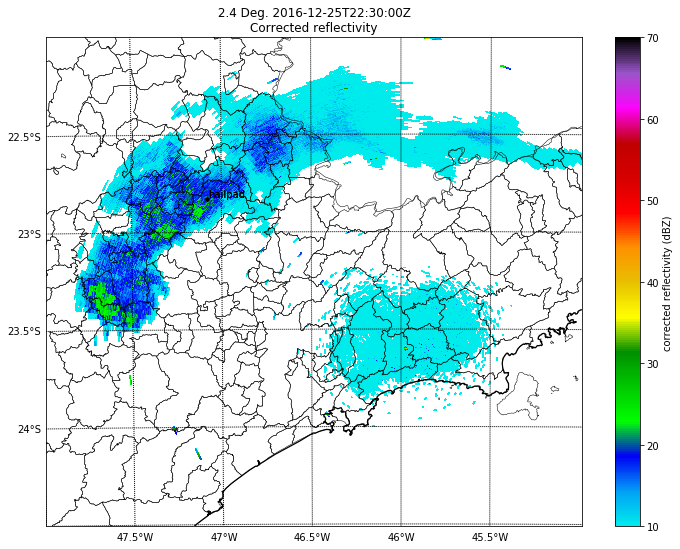 2.4 Deg. 2016-12-25T22:30:00Z
Corrected reflectivity
70
60
50
40
30
20
10
corrected reflectivity (dBZ)
22.5°S
23°S
23.5°S
24°S
hailpad
47.5°W
47°W
46.5°W
46°W
45.5°W